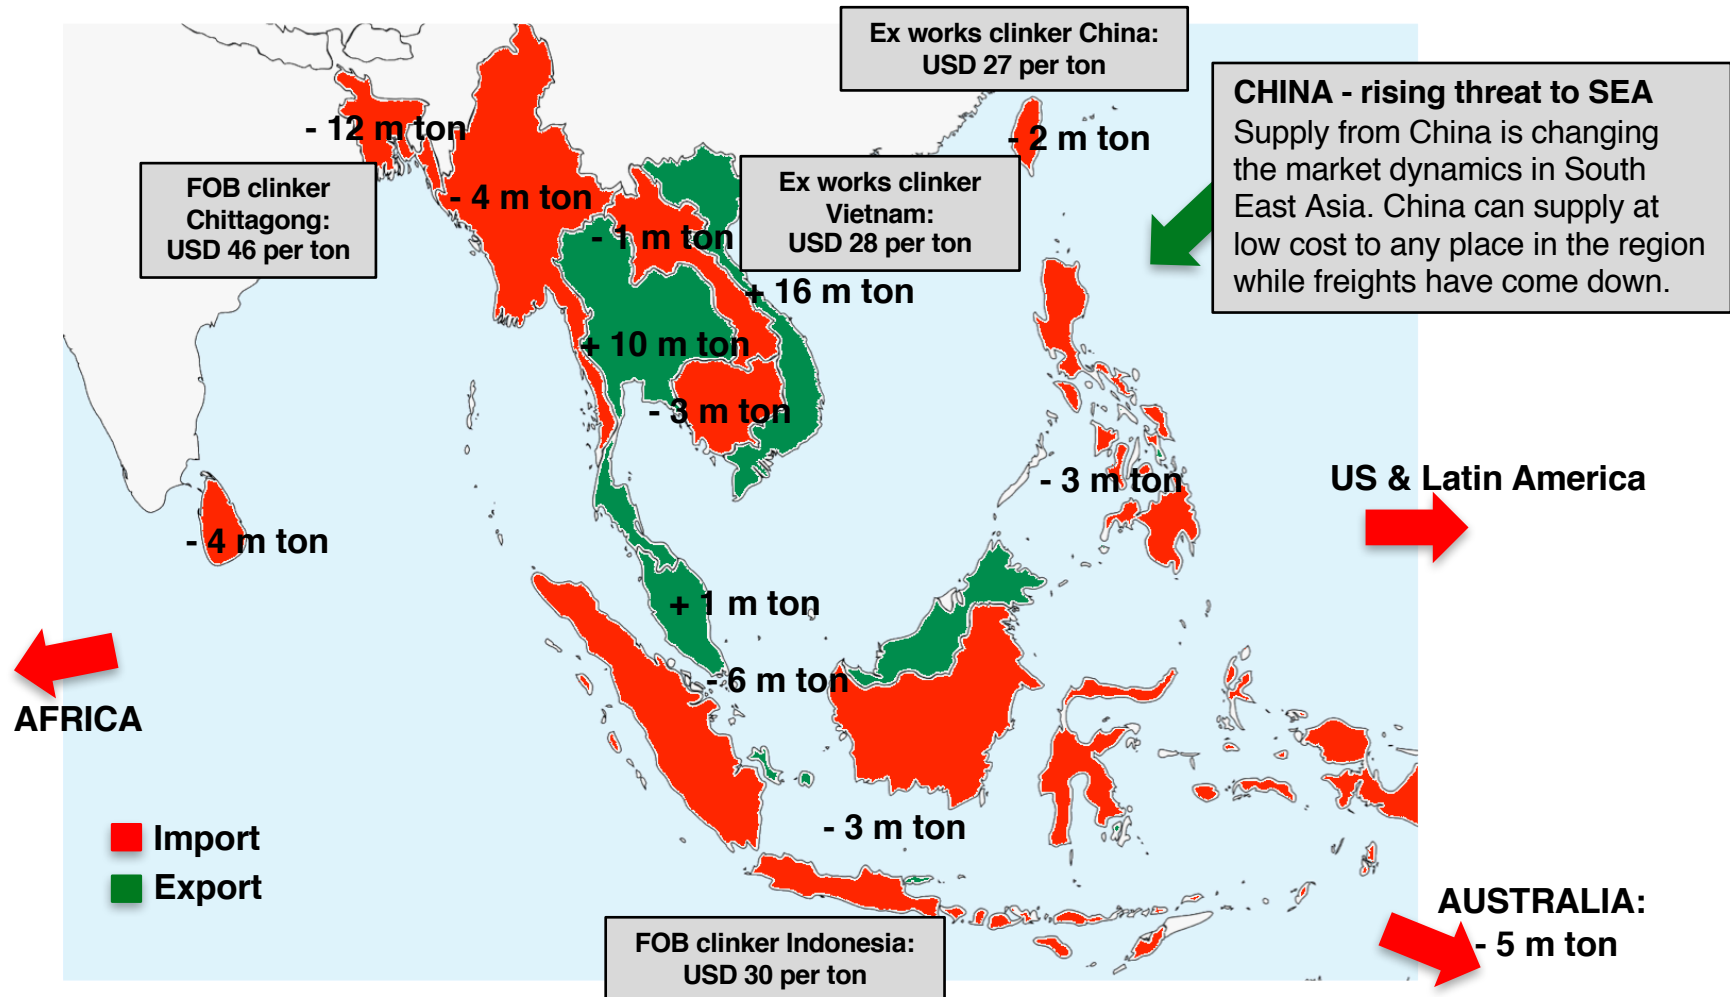 Ex works clinker China:
USD 27 per ton
CHINA - rising threat to SEA
Supply from China is changing
the market dynamics in South
East Asia. China can supply at
low cost to any place in the region
while freights have come down.
- 12 m ton
- 2 m ton
FOB clinker
Chittagong:
USD 46 per ton
- 4 m ton
Ex works clinker
Vietnam:
USD 28 per ton
- 1 m ton
+ 16 m ton
+ 10 m ton
- 3 m ton
- 3 m ton
US & Latin America
- 4 m ton
+ 1 m ton
- 6 m ton
AFRICA
- 3 m ton
Import
Export
AUSTRALIA:
- 5 m ton
FOB clinker Indonesia:
USD 30 per ton